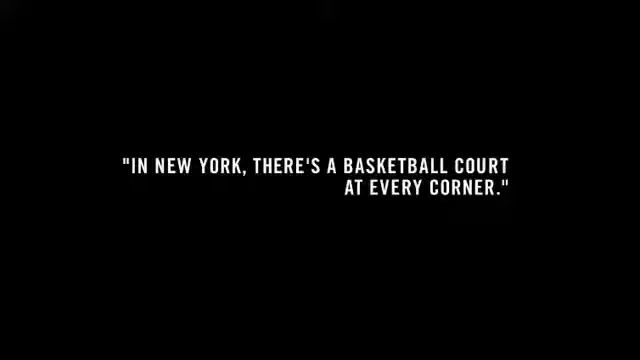 "IN NEW YORK, THERE'S A BASKETBALL COURT
AT EVERY CORNER."